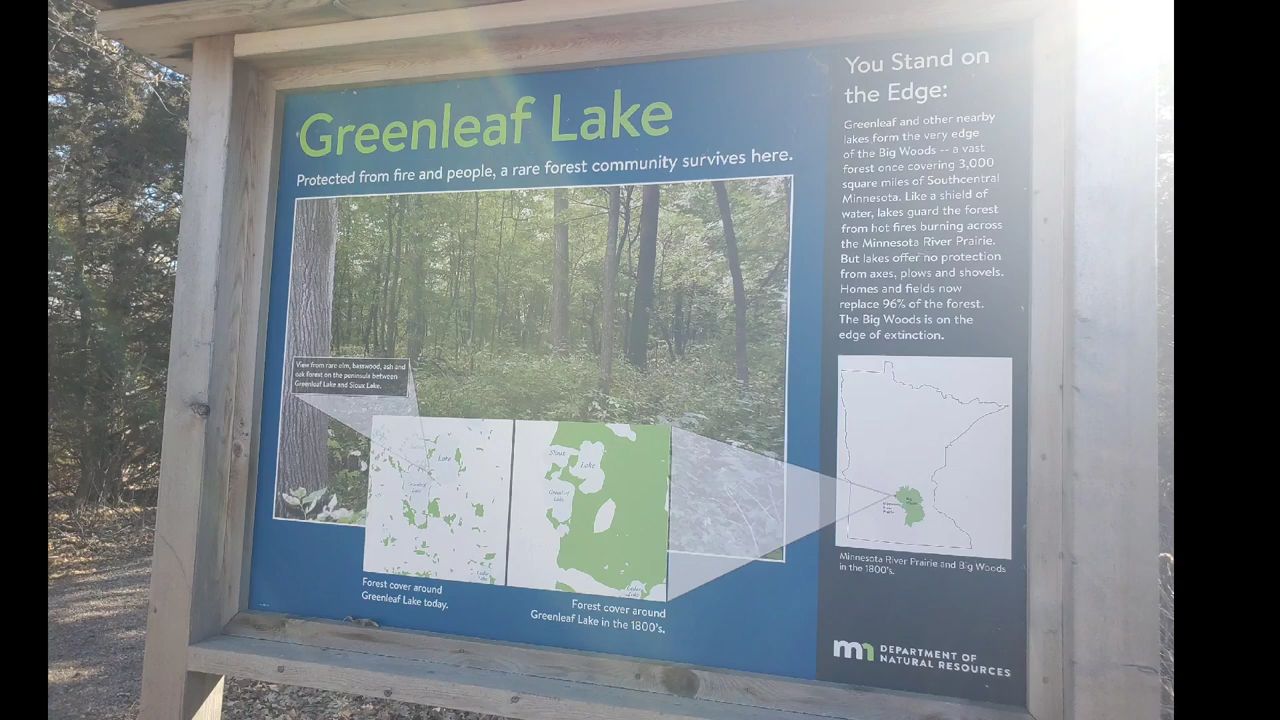 Greenleaf Lake
Protected from fire and people, a rare forest community survives here.
View from rare elm, basswood, ash and
oak forest on the peninsula between
Greenleaf Lake and Sioux Lake.
Lake
Sioux
Lake
Forest cover around
Greenleaf Lake today.
Forest cover around
Greenleaf Lake in the 1800's.
You Stand on
the Edge:
Greenleaf and other nearby
lakes form the very edge
of the Big Woods -- a vast
forest once covering 3,000
square miles of Southcentral
Minnesota. Like a shield of
water, lakes guard the forest
from hot fires burning across
the Minnesota River Prairie.
But lakes offer no protection
from axes, plows and shovels.
Homes and fields now
replace 96% of the forest.
The Big Woods is on the
edge of extinction.
Minnesota River Prairie and Big Woods
in the 1800's.
mn DEPARTMENT OF
NATURAL RESOURCES